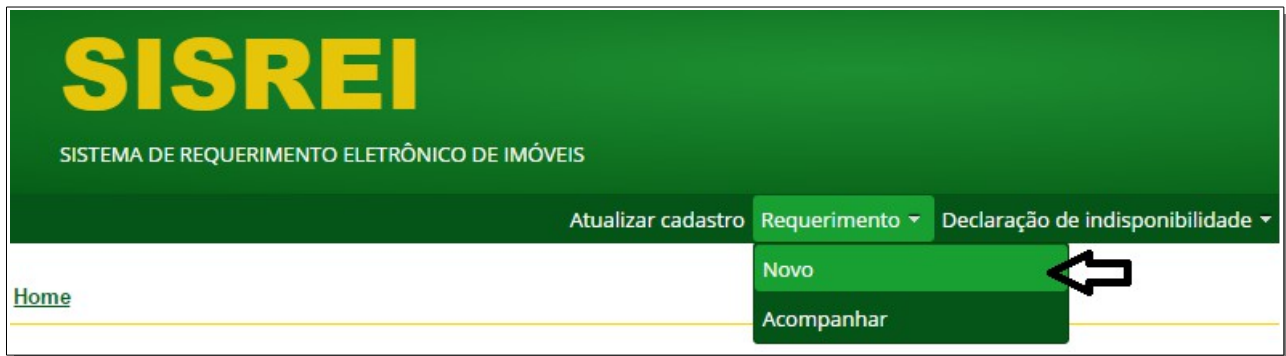 SISREI
SISTEMA DE REQUERIMENTO ELETRÔNICO DE IMÓVEIS
Atualizar cadastro Requerimento Declaração de indisponibilidade
Novo
Home
Acompanhar